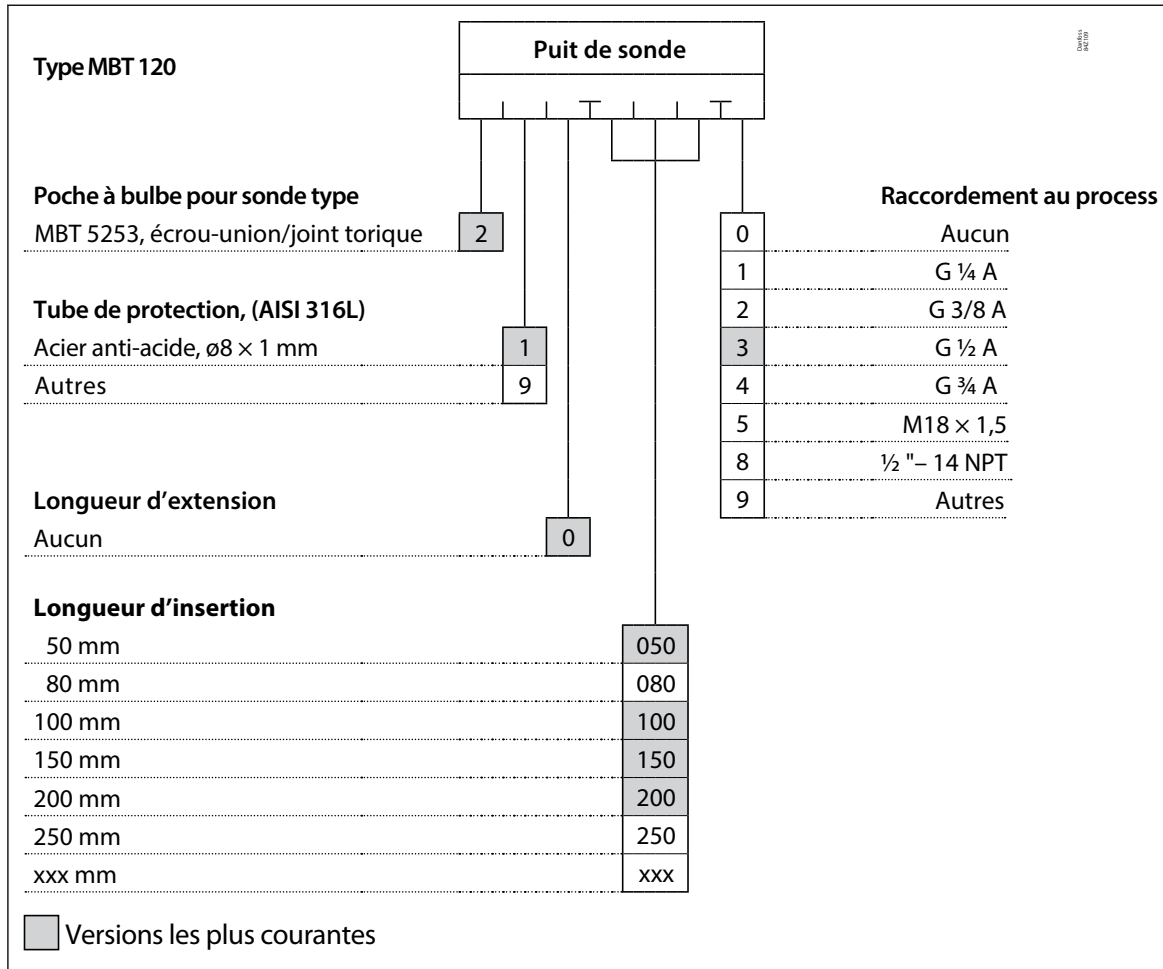 Puit de sonde
Danfoss
84Z109
Type MBT 120
Poche à bulbe pour sonde type
MBT 5253, écrou-union/joint torique 2
Tube de protection, (AISI 316L)
Acier anti-acide, ø8 × 1 mm 1
Autres 9
Longueur d’extension
Aucun 0
Longueur d’insertion
50 mm 050
80 mm 080
100 mm 100
150 mm 150
200 mm 200
250 mm 250
xxx mm xxx
Raccordement au process
0 Aucun
1 G ¼ A
2 G 3/8 A
3 G ½ A
4 G ¾ A
5 M18 × 1,5
8 ½ "– 14 NPT
9 Autres
Versions les plus courantes